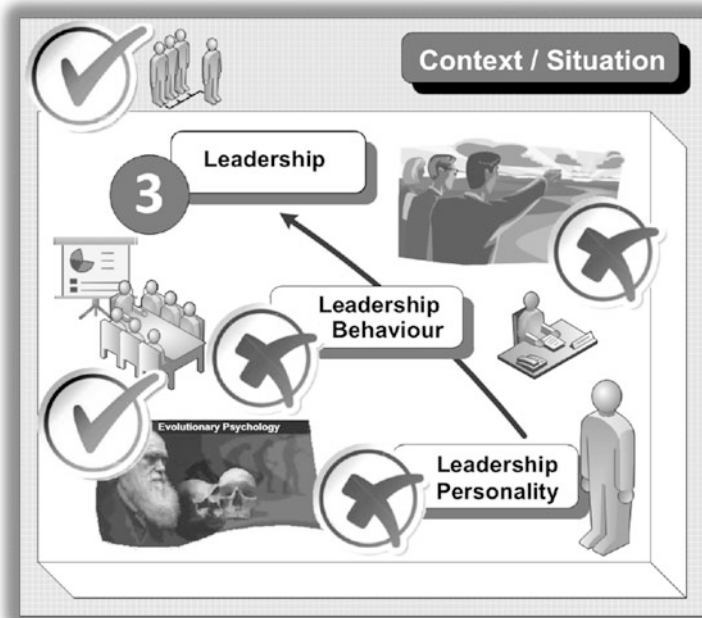 Context / Situation
Leadership
3
Leadership
Behaviour
Evolutionary Psychology
Leadership
Personality